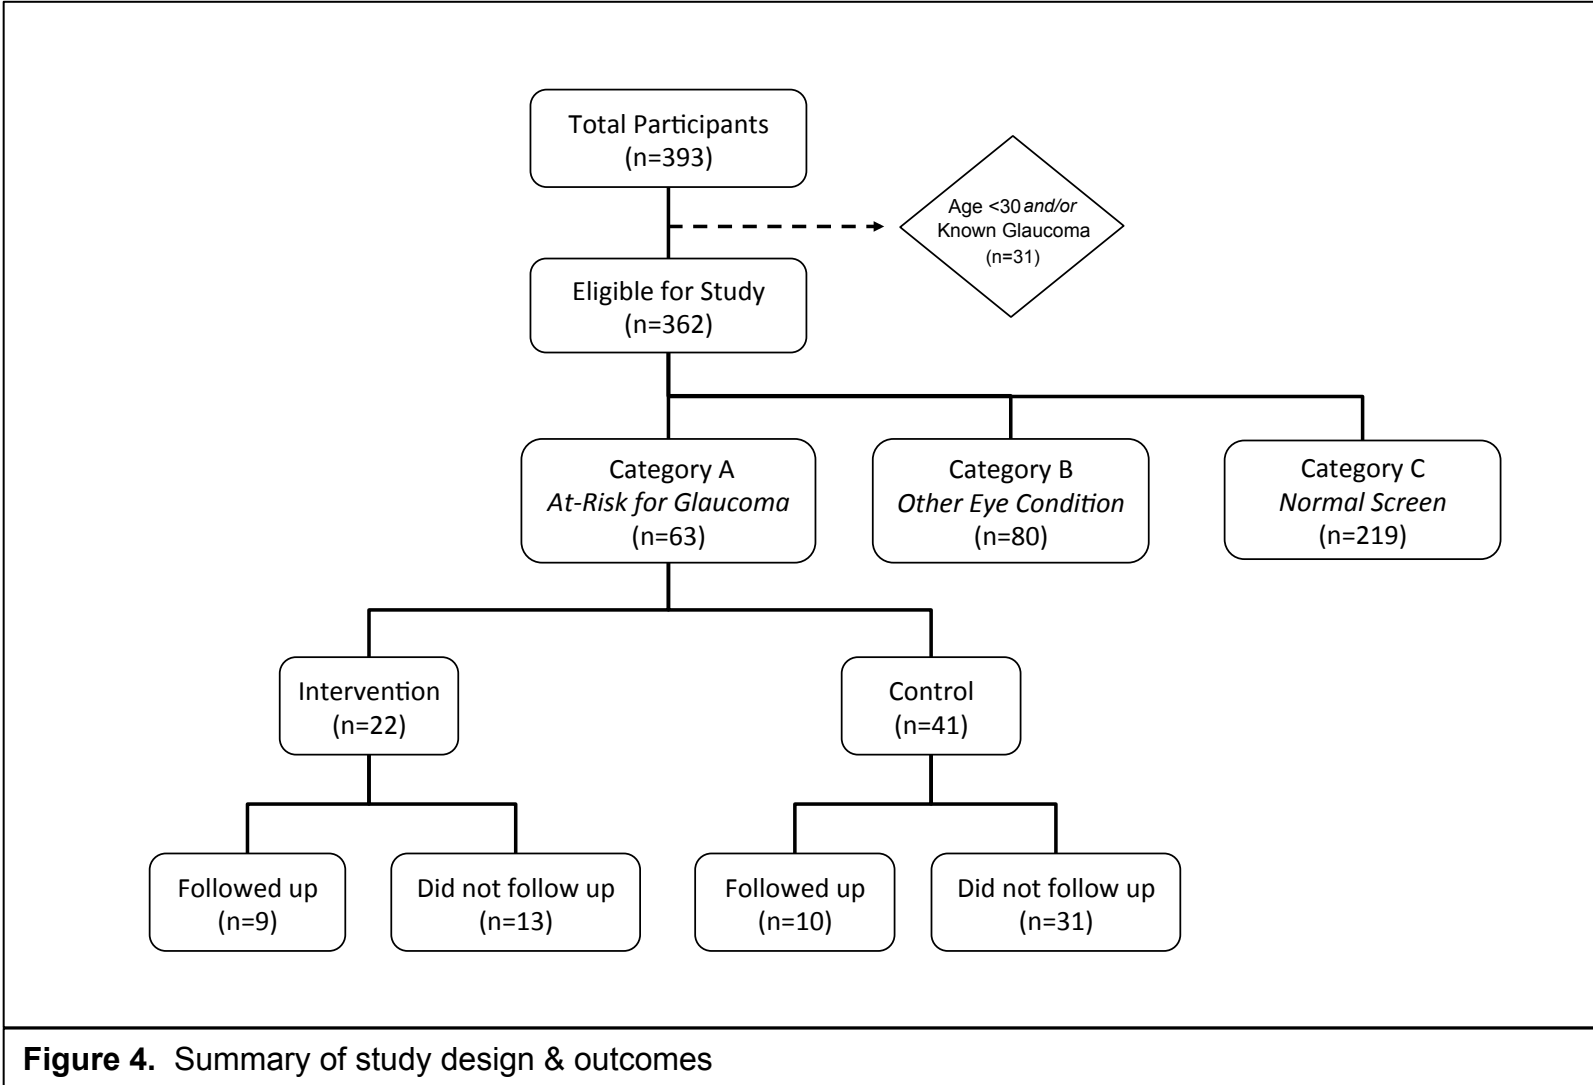 Total Participants
(n=393)
Age <30 and/or
Known Glaucoma
(n=31)
Eligible for Study
(n=362)
Category A
At-Risk for Glaucoma
(n=63)
Category B
Other Eye Condition
(n=80)
Category C
Normal Screen
(n=219)
Intervention
(n=22)
Control
(n=41)
Followed up
(n=9)
Did not follow up
(n=13)
Followed up
(n=10)
Did not follow up
(n=31)
Figure 4. Summary of study design & outcomes